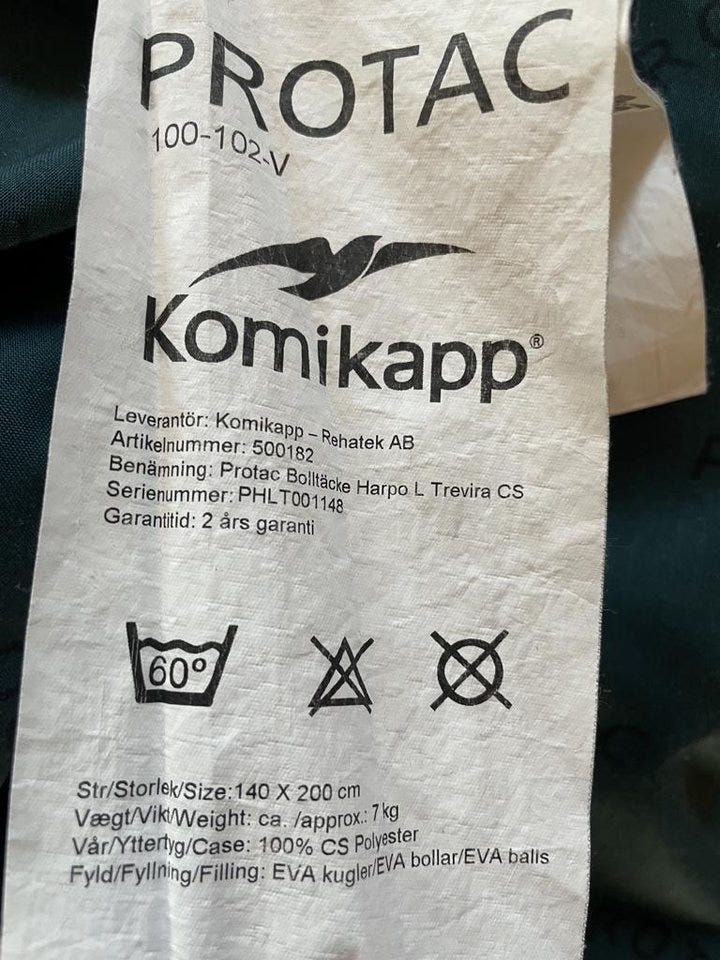 PROTAC
100-102-V
Komikapp®
Leverantör: Komikapp – Rehatek AB
Artikelnummer: 500182
Benämning: Protac Bolltäcke Harpo L Trevira CS
Serienummer: PHLT001148
Garantitid: 2 års garanti
60°
Str/Storlek/Size:140 X 200 cm
Vægt/Vikt/Weight: ca. /approx.: 7 kg
Vår/Yttertyg/Case: 100% CS Polyester
Fyld/Fyllning/Filling: EVA kugler/EVA bollar/EVA balls